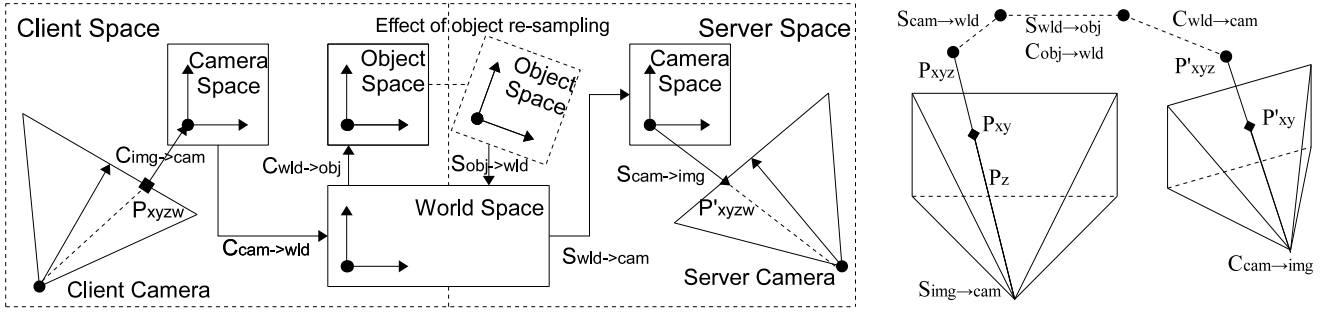 Client Space
Effect of object re-sampling
Server Space
Camera
Space
Object
Space
Object
Space
Camera
Space
Cimg->cam
Cwld->obj
Sobj->wld
Scam->img
Pxyzw
World Space
P'xyzw
Ccam->wld
Swld->cam
Client Camera
Server Camera
Scam→wld
Swld→obj
Cobj→wld
Cwld→cam
Pxyz
P'xyz
Pxy
P'xy
Pz
Simg→cam
Ccam→img